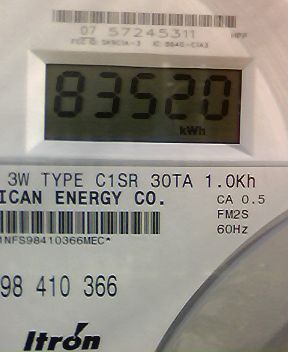 07 57245311
83520
kWh
3W TYPE C1SR 30TA 1.0Kh
ICAN ENERGY CO.
CA 0.5
FM2S
60Hz
1NFS98410366MEC*
98 410 366
Itrón